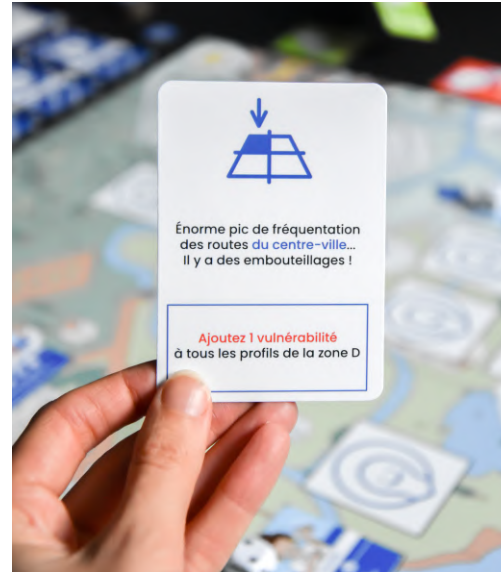 Énorme pic de fréquentation
des routes du centre-ville...
Il y a des embouteillages !
Ajoutez 1 vulnérabilité
à tous les profils de la zone D